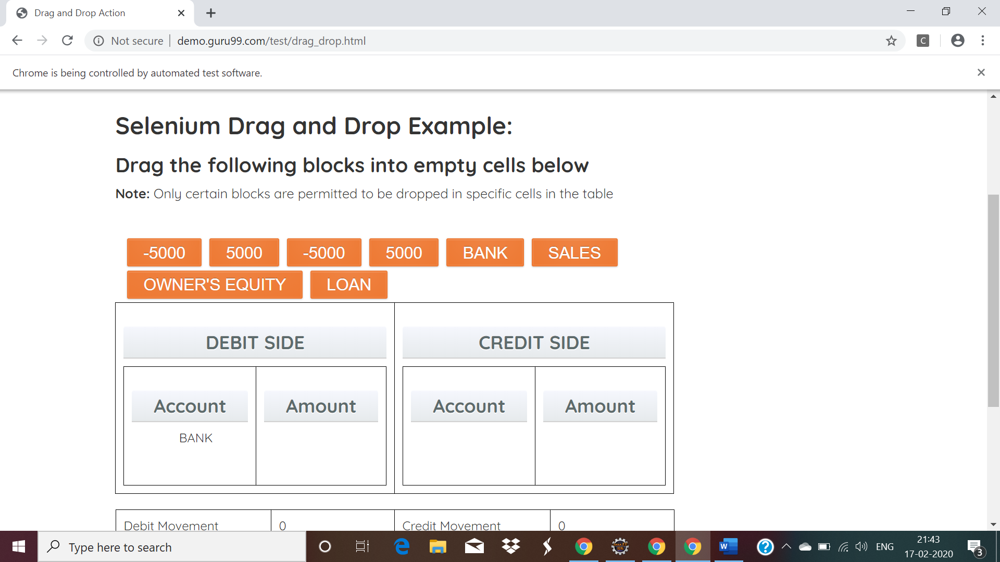 Drag and Drop Action
Not secure | demo.guru99.com/test/drag_drop.html
C
Chrome is being controlled by automated test software.
Selenium Drag and Drop Example:
Drag the following blocks into empty cells below
Note: Only certain blocks are permitted to be dropped in specific cells in the table
-5000 5000 -5000 5000 BANK SALES
OWNER'S EQUITY LOAN
DEBIT SIDE CREDIT SIDE
Account Amount Account Amount
BANK
Debit Movement 0 Credit Movement 0
Type here to search
Java EE
IDE
W
?
ENG
21:43
17-02-2020
3